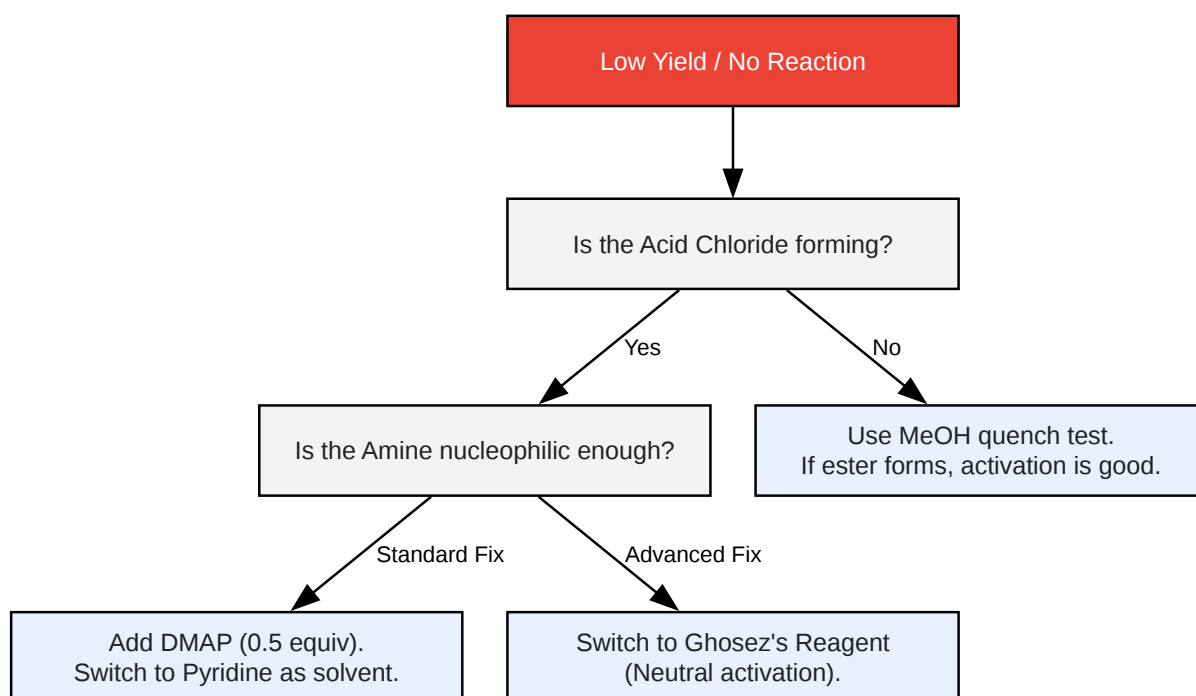 Low Yield / No Reaction
Is the Acid Chloride forming?
Yes
No
Is the Amine nucleophilic enough?
Use MeOH quench test.
If ester forms, activation is good.
Standard Fix
Advanced Fix
Add DMAP (0.5 equiv).
Switch to Pyridine as solvent.
Switch to Ghosez's Reagent
(Neutral activation).